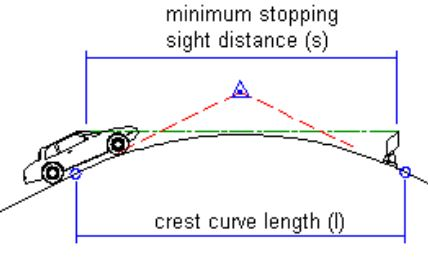 minimum stopping
sight distance (s)
crest curve length (l)